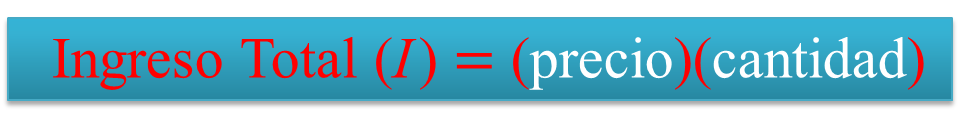 Ingreso Total (I) = (precio)(cantidad)